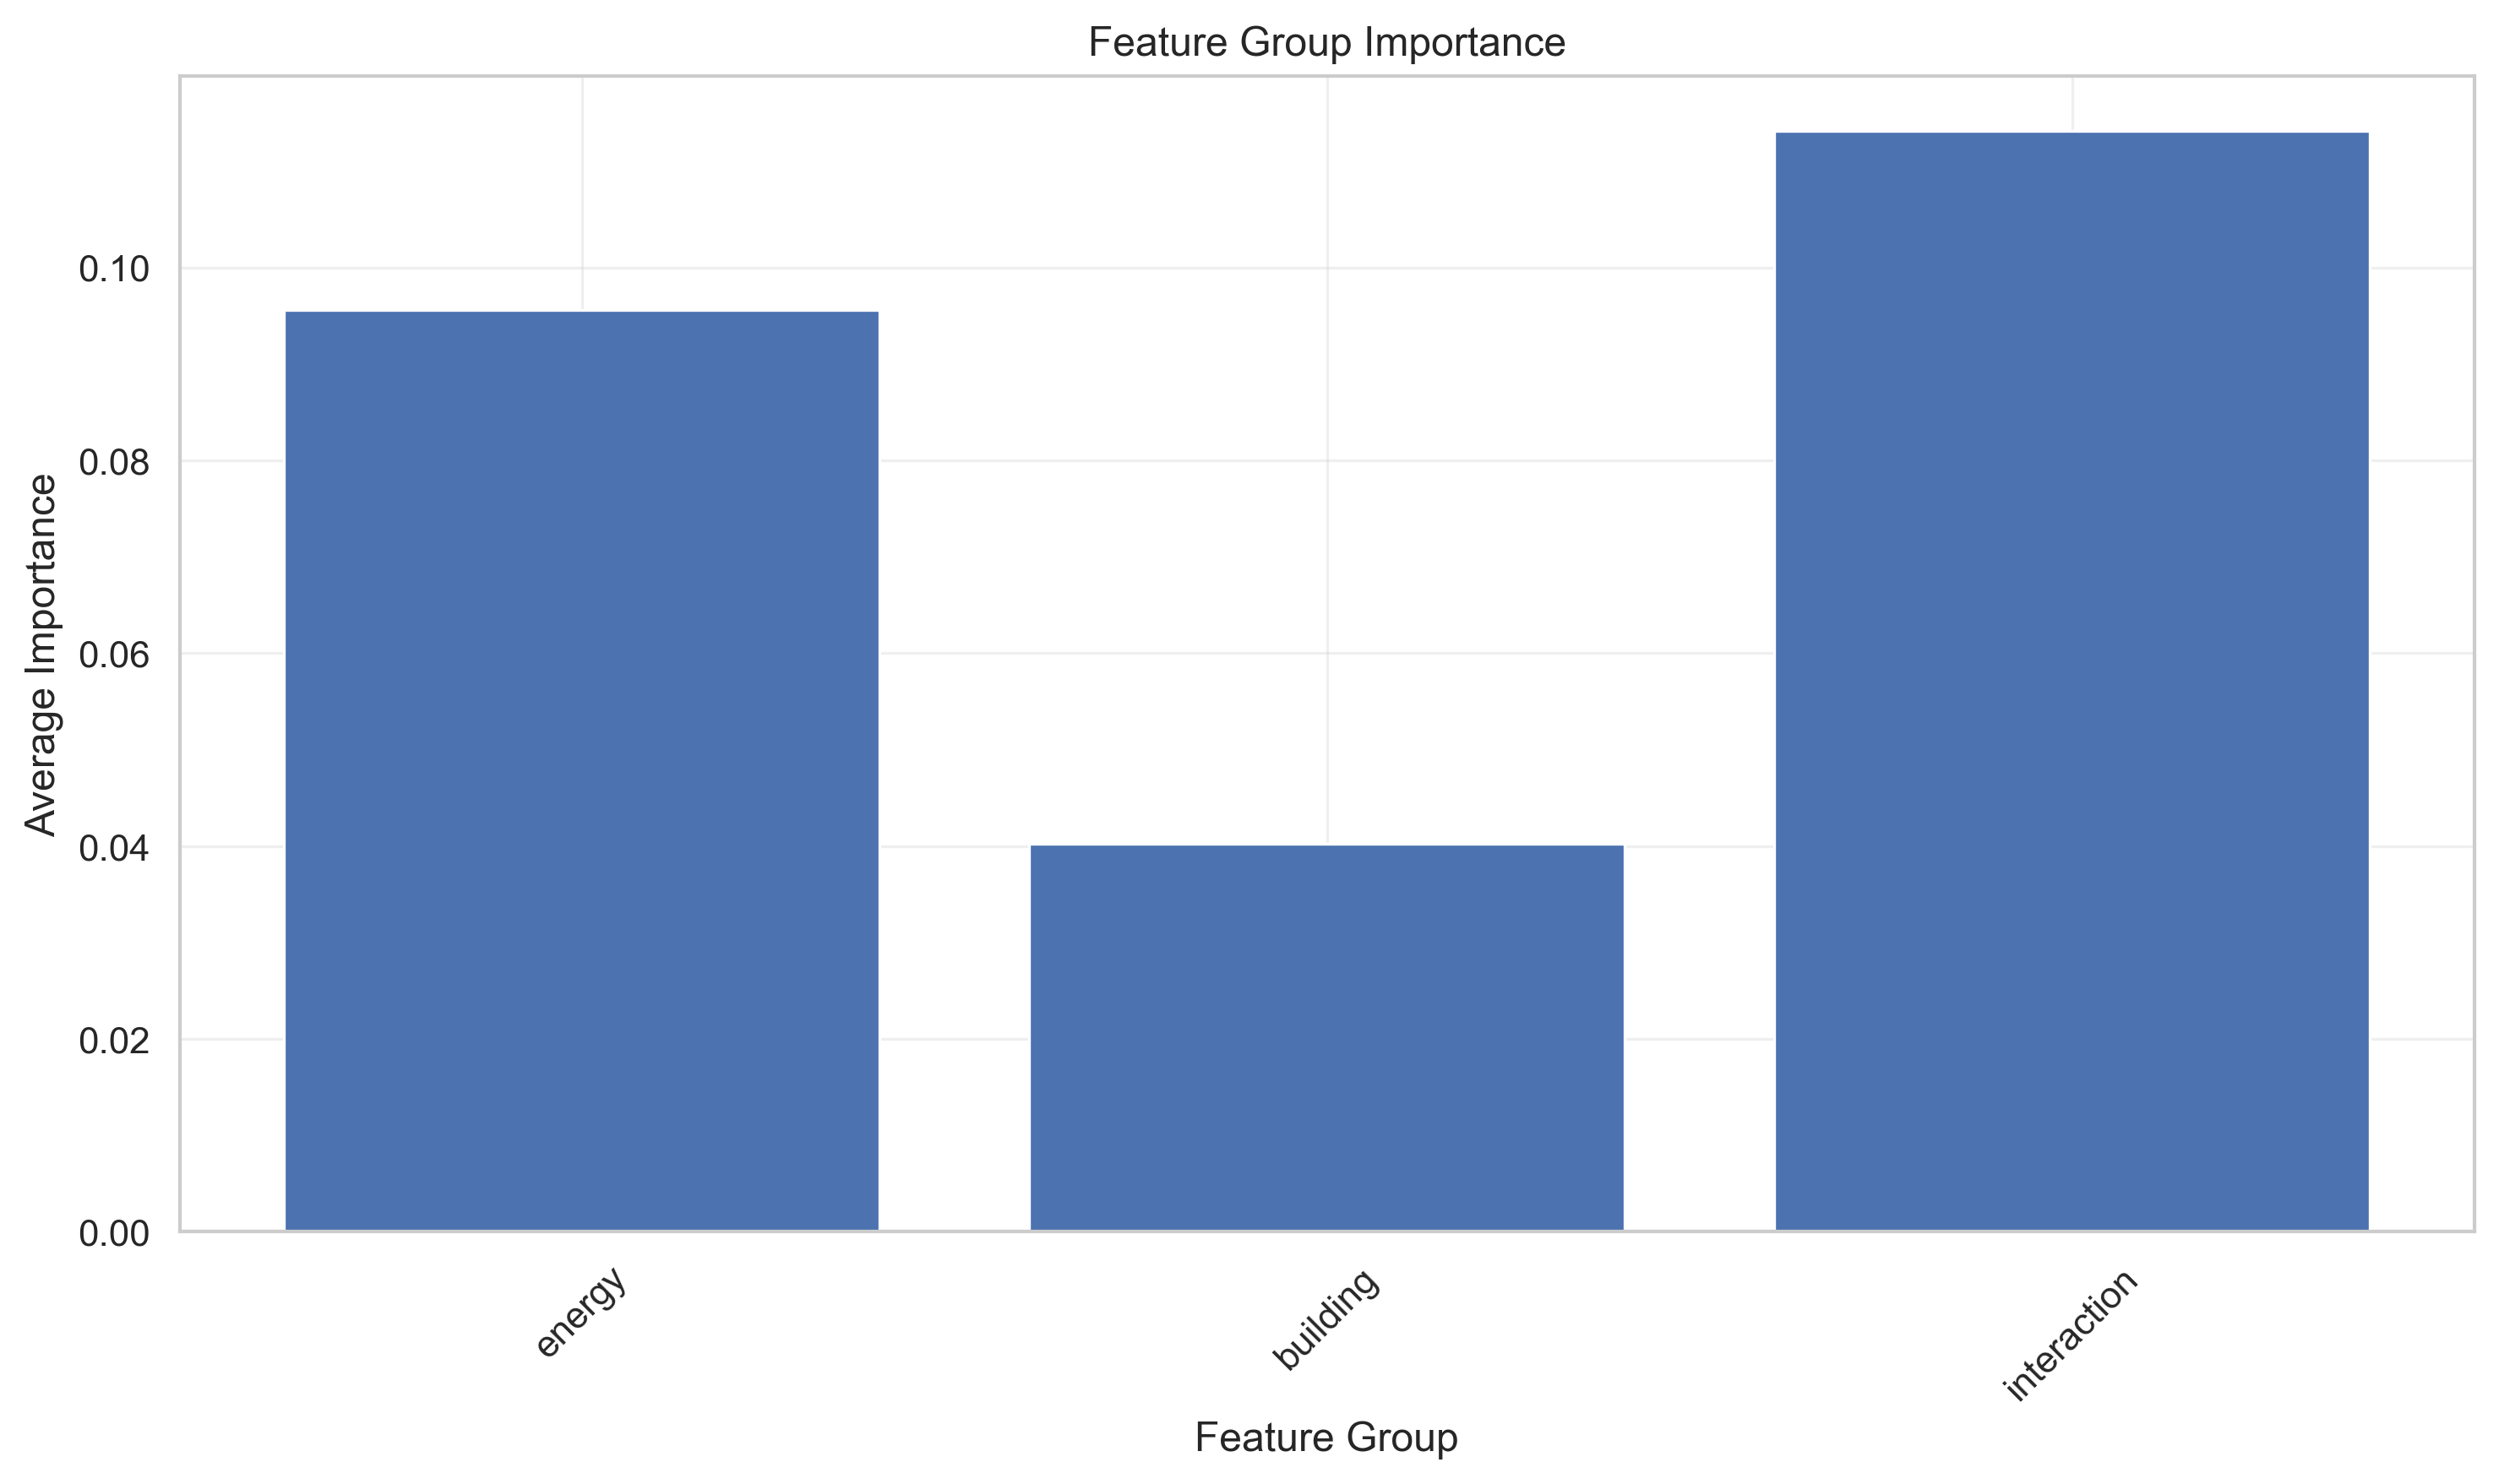 Feature Group Importance
Average Importance
0.10
0.08
0.06
0.04
0.02
0.00
energy
building
interaction
Feature Group